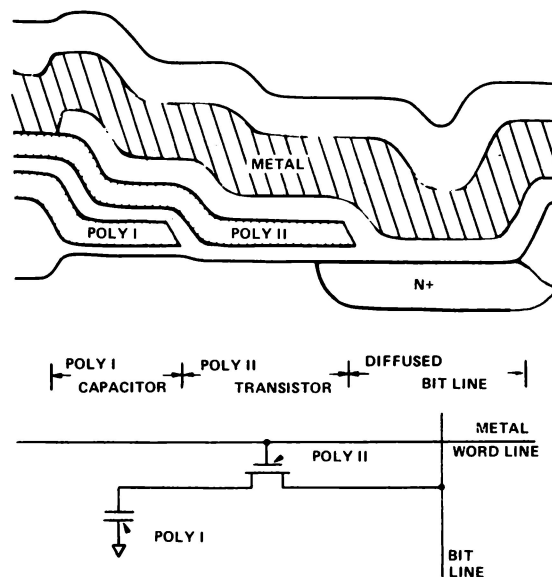 METAL
POLY I
POLY II
N+
POLY I
CAPACITOR
POLY II
TRANSISTOR
DIFFUSED
BIT LINE
METAL
WORD LINE
POLY II
POLY I
BIT
LINE